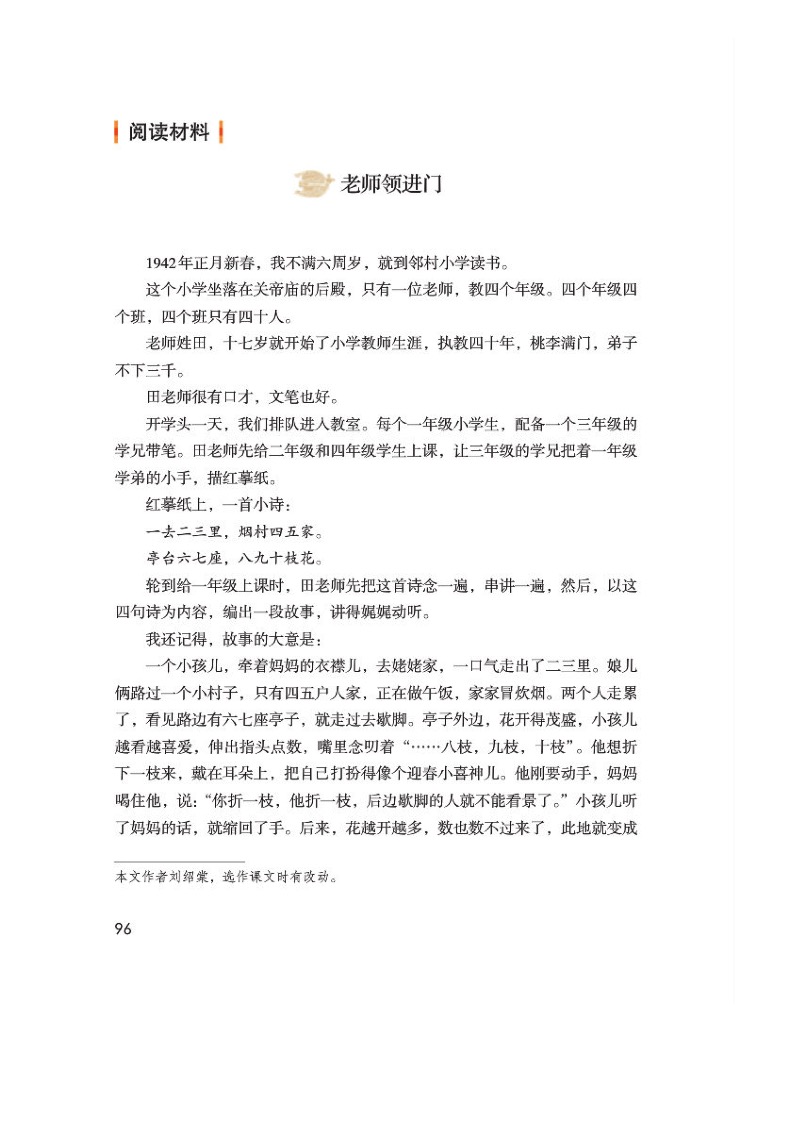 阅读材料
老师领进门
1942年正月新春，我不满六周岁，就到邻村小学读书。
这个小学坐落在关帝庙的后殿，只有一位老师，教四个年级。四个年级四
个班，四个班只有四十人。
老师姓田，十七岁就开始了小学教师生涯，执教四十年，桃李满门，弟子
不下三千。
田老师很有口才，文笔也好。
开学头一天，我们排队进入教室。每个一年级小学生，配备一个三年级的
学兄带笔。田老师先给二年级和四年级学生上课，让三年级的学兄把着一年级
学弟的小手，描红摹纸。
红摹纸上，一首小诗：
一去二三里，烟村四五家。
亭台六七座，八九十枝花。
轮到给一年级上课时，田老师先把这首诗念一遍，串讲一遍，然后，以这
四句诗为内容，编出一段故事，讲得娓娓动听。
我还记得，故事的大意是：
一个小孩儿，牵着妈妈的衣襟儿，去姥姥家，一口气走出了二三里。娘儿
俩路过一个小村子，只有四五户人家，正在做午饭，家家冒炊烟。两个人走累
了，看见路边有六七座亭子，就走过去歇脚。亭子外边，花开得茂盛，小孩儿
越看越喜爱，伸出指头点数，嘴里念叨着“……八枝，九枝，十枝”。他想折
下一枝来，戴在耳朵上，把自己打扮得像个迎春小喜神儿。他刚要动手，妈妈
喝住他，说：“你折一枝，他折一枝，后边歇脚的人就不能看景了。”小孩儿听
了妈妈的话，就缩回了手。后来，花越开越多，数也数不过来了，此地就变成
本文作者刘绍棠，选作课文时有改动。
96